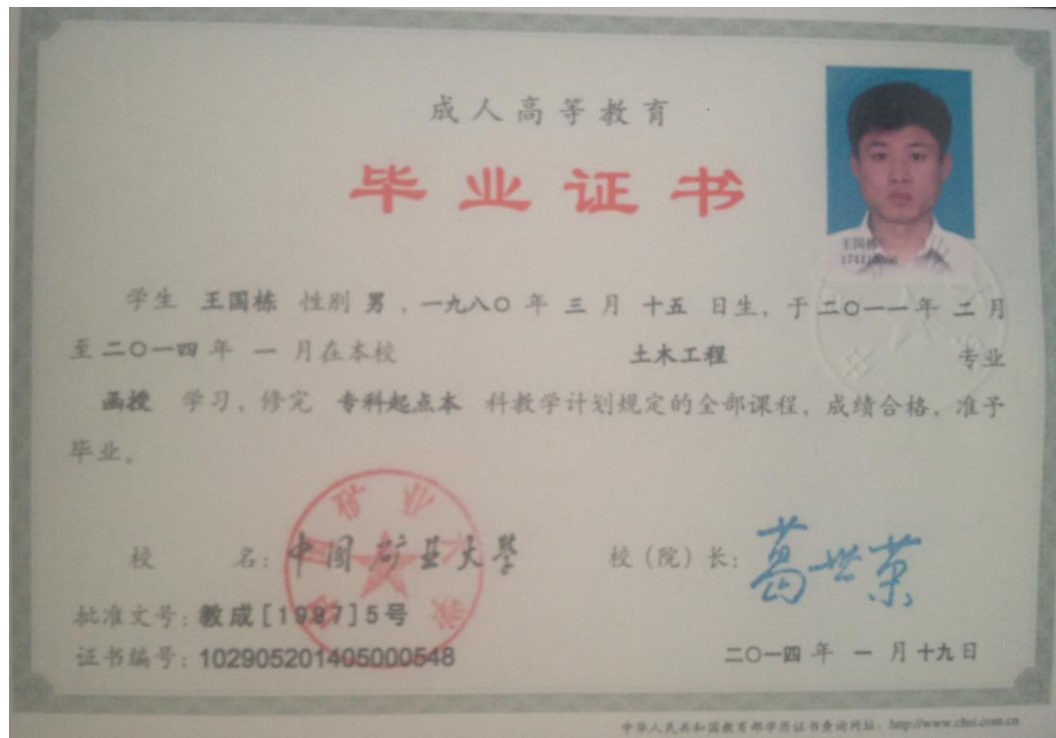 成人高等教育
毕业证书
王国栋
学生 王国栋 性别 男，一九八〇 年 三 月 十五 日生，于 二〇一一 年 二 月
至 二〇一四 年 一 月在本校 土木工程 专业
函授 学习，修完 专科起点本 科教学计划规定的全部课程，成绩合格，准予
毕业。
校 名：中国矿业大学
校（院）长：葛世荣
批准文号：教成[1987]5号
证书编号：102905201405000548
二〇一四 年 一 月 十九 日
中华人民共和国教育部学历证书查询网址：http://www.chsi.com.cn